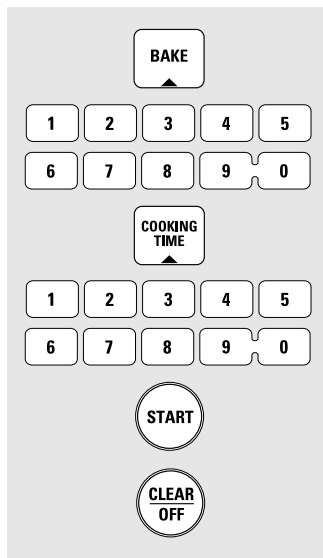 BAKE
1 2 3 4 5
6 7 8 9 0
COOKING
TIME
1 2 3 4 5
6 7 8 9 0
START
CLEAR
OFF